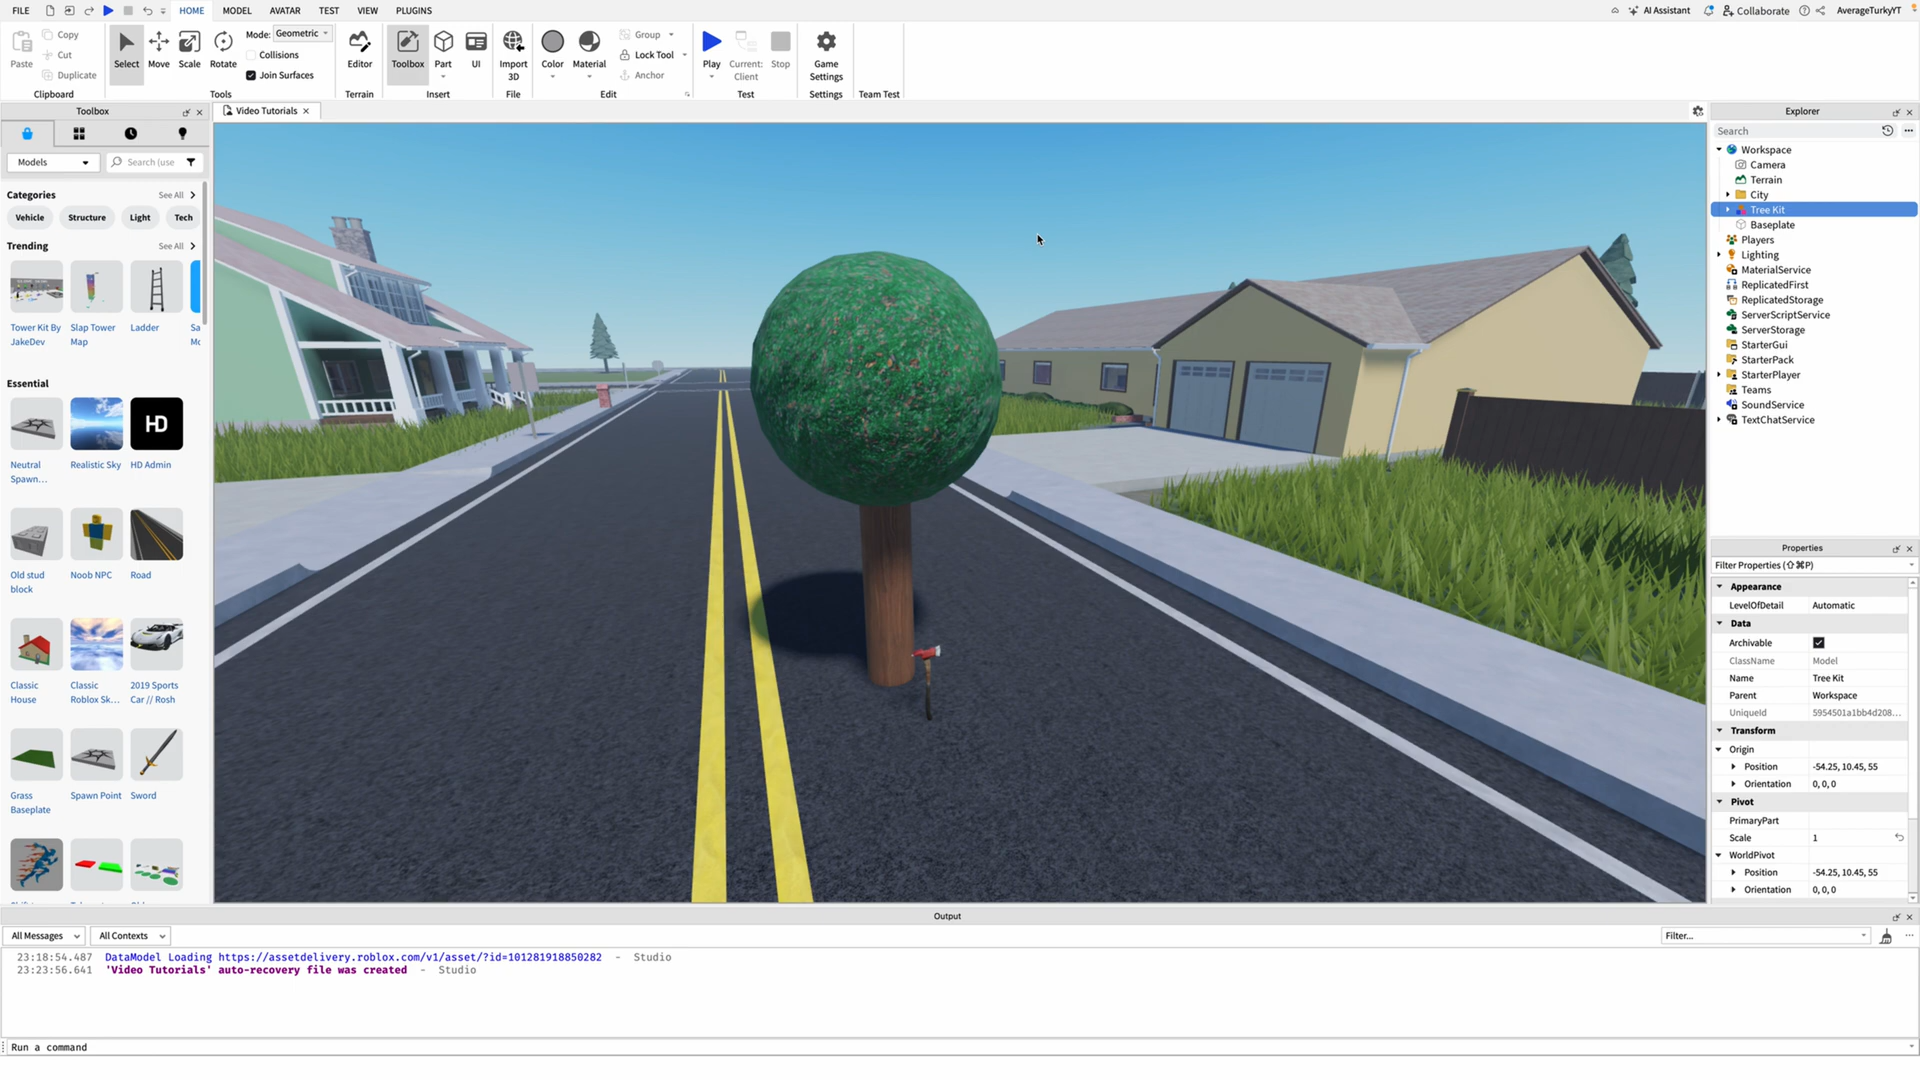 FILE
HOME
MODEL
AVATAR
TEST
VIEW
PLUGINS
AI Assistant
Collaborate
AverageTurkyYT
Paste
Copy
Cut
Duplicate
Clipboard
Select
Move
Scale
Rotate
Mode: Geometric
Collisions
Join Surfaces
Tools
Editor
Terrain
Toolbox
Part
UI
Insert
Import
3D
File
Color
Material
Group
Lock Tool
Anchor
Edit
Play
Current:
Client
Stop
Test
Game
Settings
Settings
Team Test
Toolbox
Models
Search (use
Categories
See All
Vehicle
Structure
Light
Tech
Trending
See All
Tower Kit By
JakeDev
Slap Tower
Map
Ladder
Sa
Mc
Essential
HD
Neutral
Spawn...
Realistic Sky
HD Admin
Old stud
block
Noob NPC
Road
Classic
House
Classic
Roblox Sk...
2019 Sports
Car // Rosh
Grass
Baseplate
Spawn Point
Sword
Video Tutorials
Explorer
Search
Workspace
Camera
Terrain
City
Tree Kit
Baseplate
Players
Lighting
MaterialService
ReplicatedFirst
ReplicatedStorage
ServerScriptService
ServerStorage
StarterGui
StarterPack
StarterPlayer
Teams
SoundService
TextChatService
Properties
Filter Properties (⇧⌘P)
Appearance
LevelOfDetail Automatic
Data
Archivable
ClassName Model
Name Tree Kit
Parent Workspace
UniqueId 5954501a1bb4d208...
Transform
Origin
Position -54.25, 10.45, 55
Orientation 0, 0, 0
Pivot
PrimaryPart
Scale 1
WorldPivot
Position -54.25, 10.45, 55
Orientation 0, 0, 0
Output
All Messages
All Contexts
Filter...
23:18:54.487 DataModel Loading https://assetdelivery.roblox.com/v1/asset/?id=101281918850282 - Studio
23:23:56.641 'Video Tutorials' auto-recovery file was created - Studio
Run a command